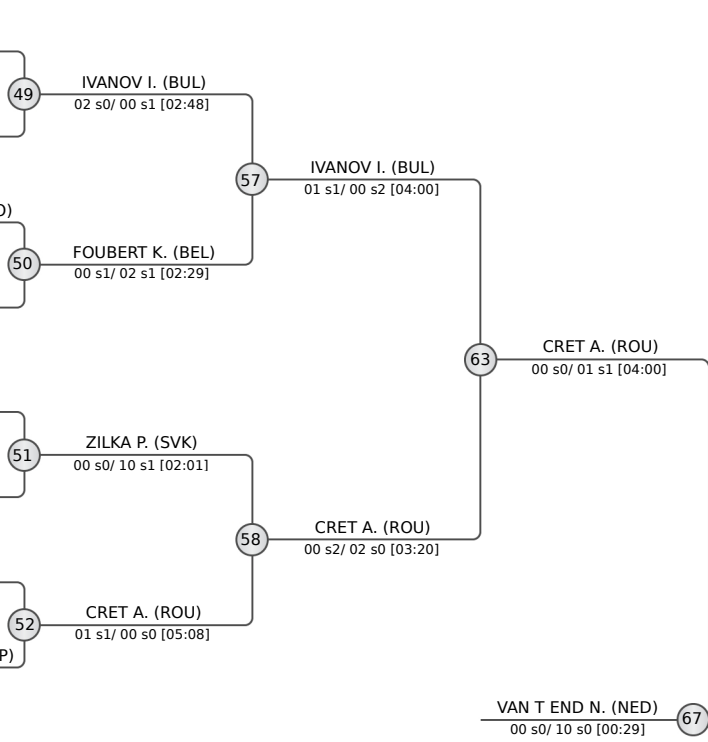 IVANOV I. (BUL)
49
02 s0/ 00 s1 [02:48]
IVANOV I. (BUL)
57
01 s1/ 00 s2 [04:00]
O)
FOUBERT K. (BEL)
50
00 s1/ 02 s1 [02:29]
CRET A. (ROU)
63
00 s0/ 01 s1 [04:00]
ZILKA P. (SVK)
51
00 s0/ 10 s1 [02:01]
CRET A. (ROU)
58
00 s2/ 02 s0 [03:20]
CRET A. (ROU)
52
01 s1/ 00 s0 [05:08]
P)
VAN T END N. (NED)
67
00 s0/ 10 s0 [00:29]